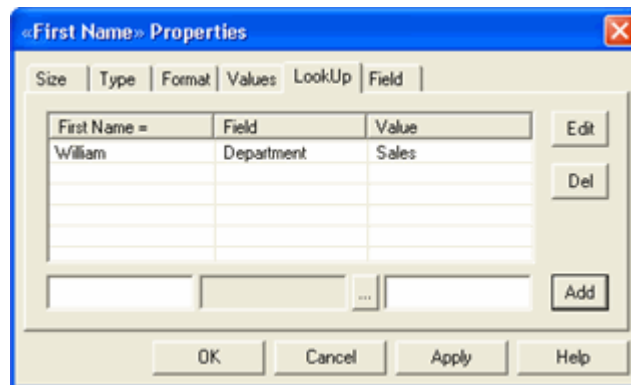 «First Name» Properties
Size Type Format Values LookUp Field
First Name = Field Value Edit
William Department Sales
Del
... Add
OK Cancel Apply Help